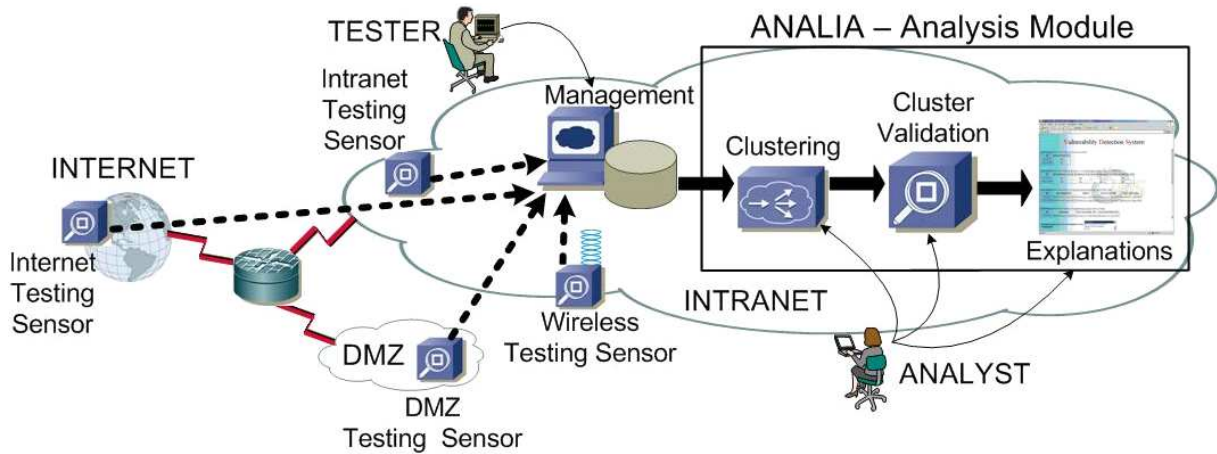 TESTER
ANALIA – Analysis Module
Intranet
Testing
Sensor
Management
Cluster
Validation
Clustering
Vulnerability Detection System
INTERNET
Internet
Testing
Sensor
Explanations
INTRANET
Wireless
Testing Sensor
DMZ
ANALYST
DMZ
Testing Sensor